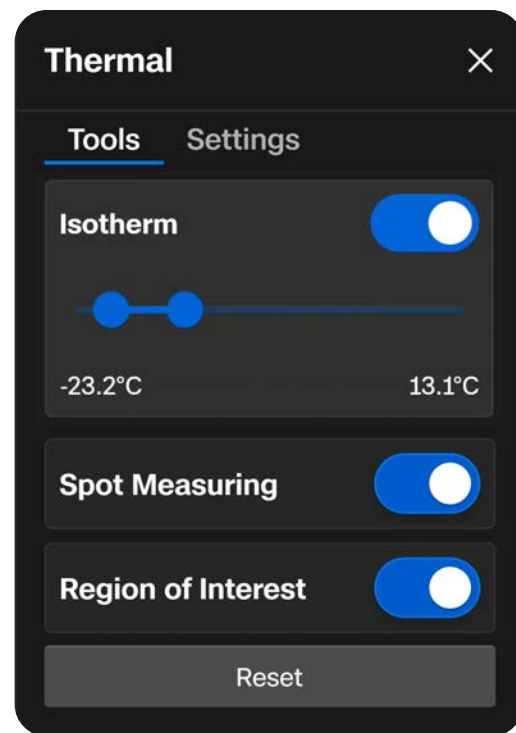 Thermal
Tools Settings
Isotherm
-23.2°C 13.1°C
Spot Measuring
Region of Interest
Reset